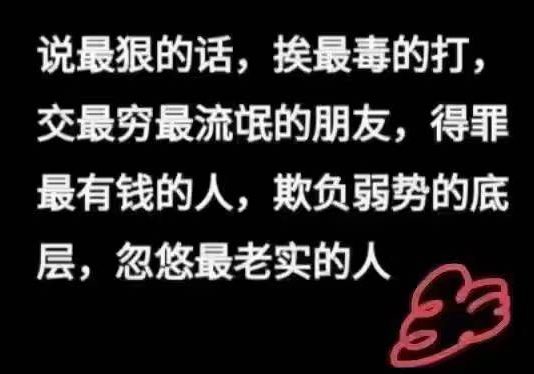 说最狠的话，挨最毒的打，
交最穷最流氓的朋友，得罪
最有钱的人，欺负弱势的底
层，忽悠最老实的人